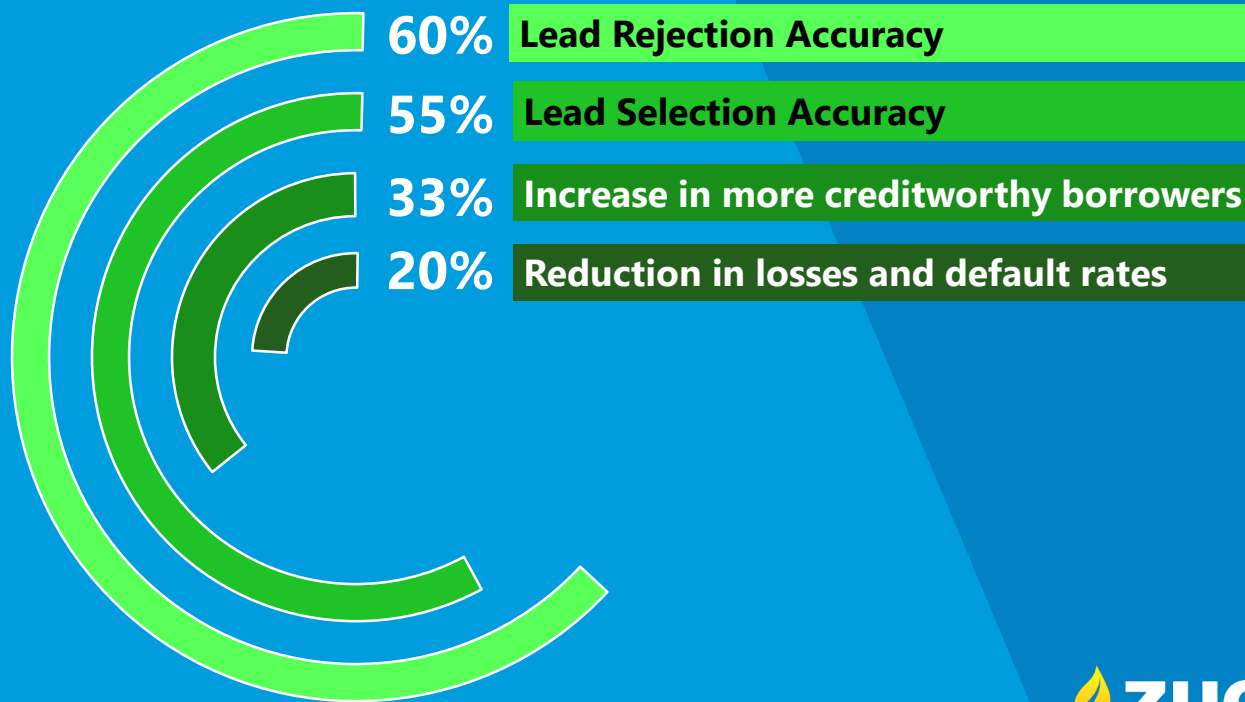 60% Lead Rejection Accuracy
55% Lead Selection Accuracy
33% Increase in more creditworthy borrowers
20% Reduction in losses and default rates